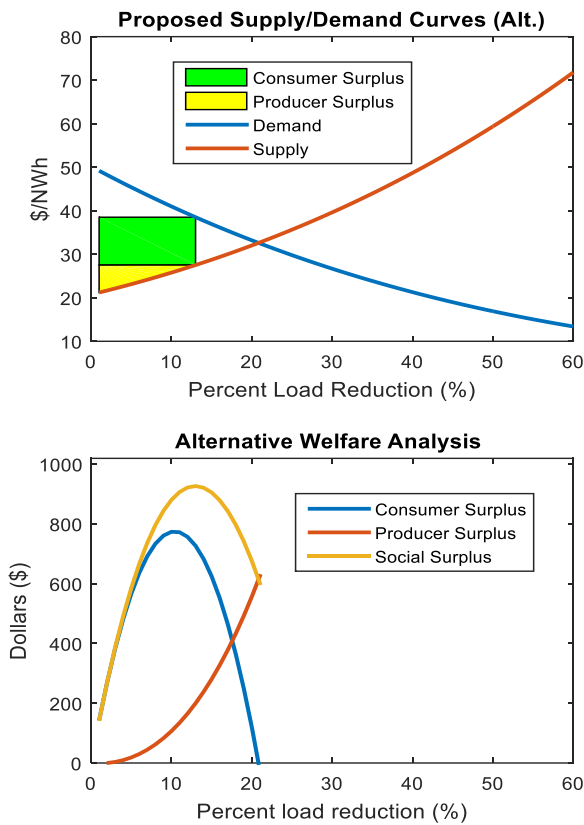 Proposed Supply/Demand Curves (Alt.)
80
70
60
50
40
30
20
10
$/NWh
Consumer Surplus
Producer Surplus
Demand
Supply
0 10 20 30 40 50 60
Percent Load Reduction (%)
Alternative Welfare Analysis
1000
800
600
400
200
0
Dollars ($)
Consumer Surplus
Producer Surplus
Social Surplus
0 10 20 30 40 50 60
Percent load reduction (%)